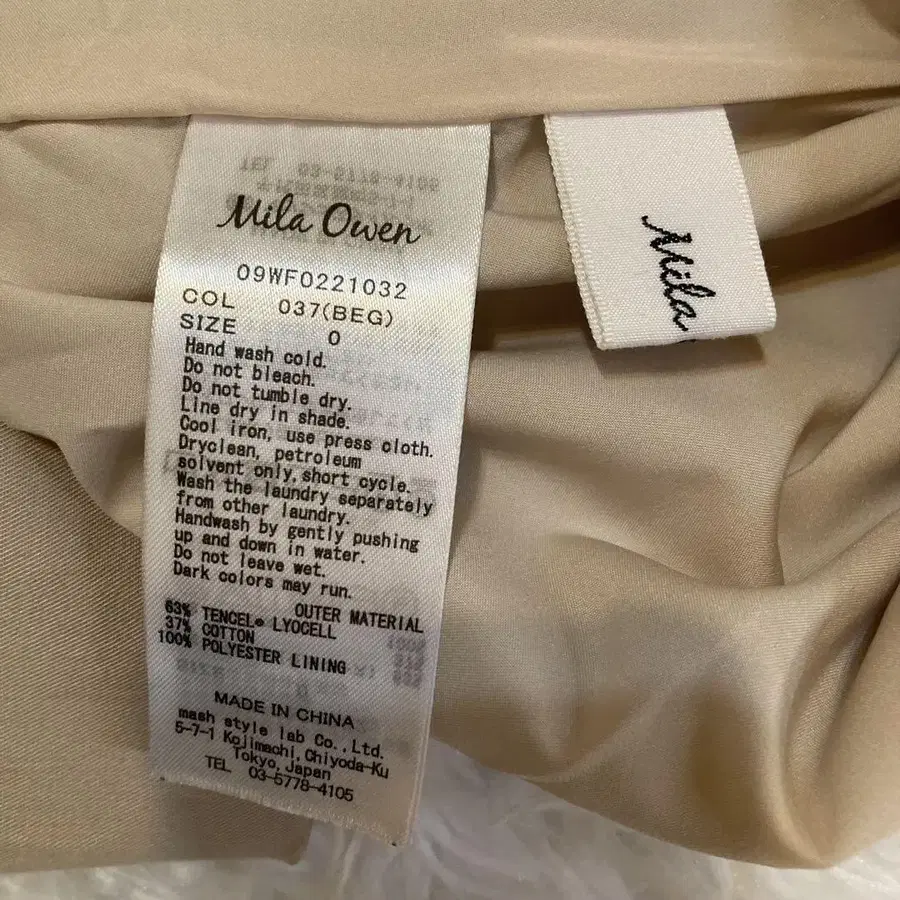 Mila Owen
09WF0221032
COL 037(BEG)
SIZE 0
Hand wash cold.
Do not bleach.
Do not tumble dry.
Line dry in shade.
Cool iron, use press cloth.
Dryclean, petroleum
solvent only, short cycle.
Wash the laundry separately
from other laundry.
Handwash by gently pushing
up and down in water.
Do not leave wet.
Dark colors may run.
OUTER MATERIAL
63% TENCEL® LYOCELL
37% COTTON
100% POLYESTER LINING
MADE IN CHINA
mash style lab Co.,Ltd.
5-7-1 Kojimachi,Chiyoda-Ku
Tokyo,Japan
TEL 03-5778-4105
Mila